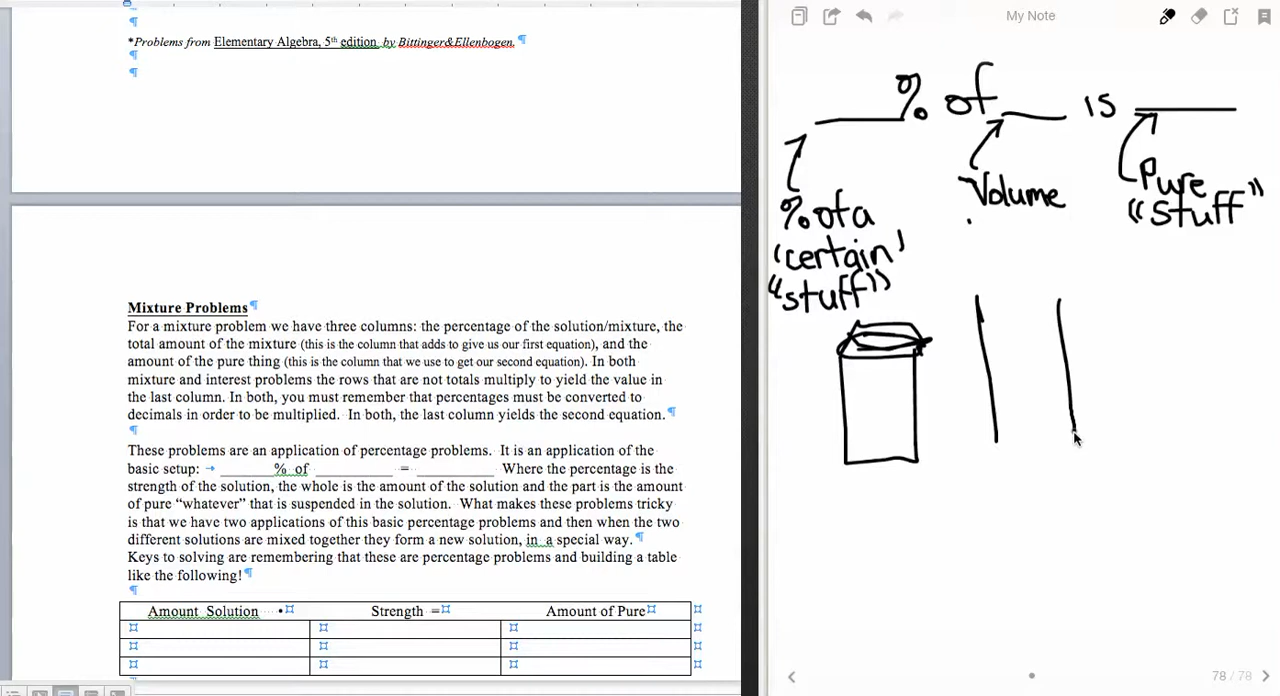 *Problems from Elementary Algebra, 5th edition by Bittinger&Ellenbogen.¶
¶
¶
Mixture Problems¶
For a mixture problem we have three columns: the percentage of the solution/mixture, the
total amount of the mixture (this is the column that adds to give us our first equation), and the
amount of the pure thing (this is the column that we use to get our second equation). In both
mixture and interest problems the rows that are not totals multiply to yield the value in
the last column. In both, you must remember that percentages must be converted to
decimals in order to be multiplied. In both, the last column yields the second equation.¶
¶
These problems are an application of percentage problems. It is an application of the
basic setup: → ______% of ________ = ________ Where the percentage is the
strength of the solution, the whole is the amount of the solution and the part is the amount
of pure “whatever” that is suspended in the solution. What makes these problems tricky
is that we have two applications of this basic percentage problems and then when the two
different solutions are mixed together they form a new solution, in a special way.¶
Keys to solving are remembering that these are percentage problems and building a table
like the following!¶
¶
Amount Solution • Strength = Amount of Pure
My Note
____% of ____ is ____
% of a
'certain'
"stuff"
Volume
Pure
"stuff"
78 / 78